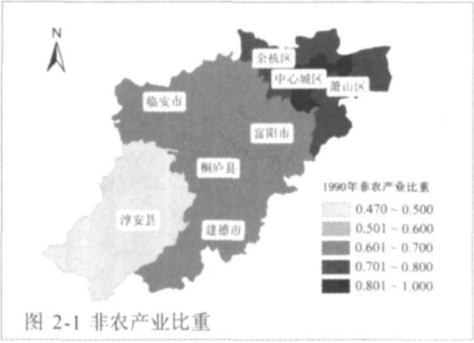 N
余杭区
中心城区
萧山区
临安市
富阳市
桐庐县
淳安县
建德市
1990年非农产业比重
0.470 ~ 0.500
0.501 ~ 0.600
0.601 ~ 0.700
0.701 ~ 0.800
0.801 ~ 1.000
图 2-1 非农产业比重